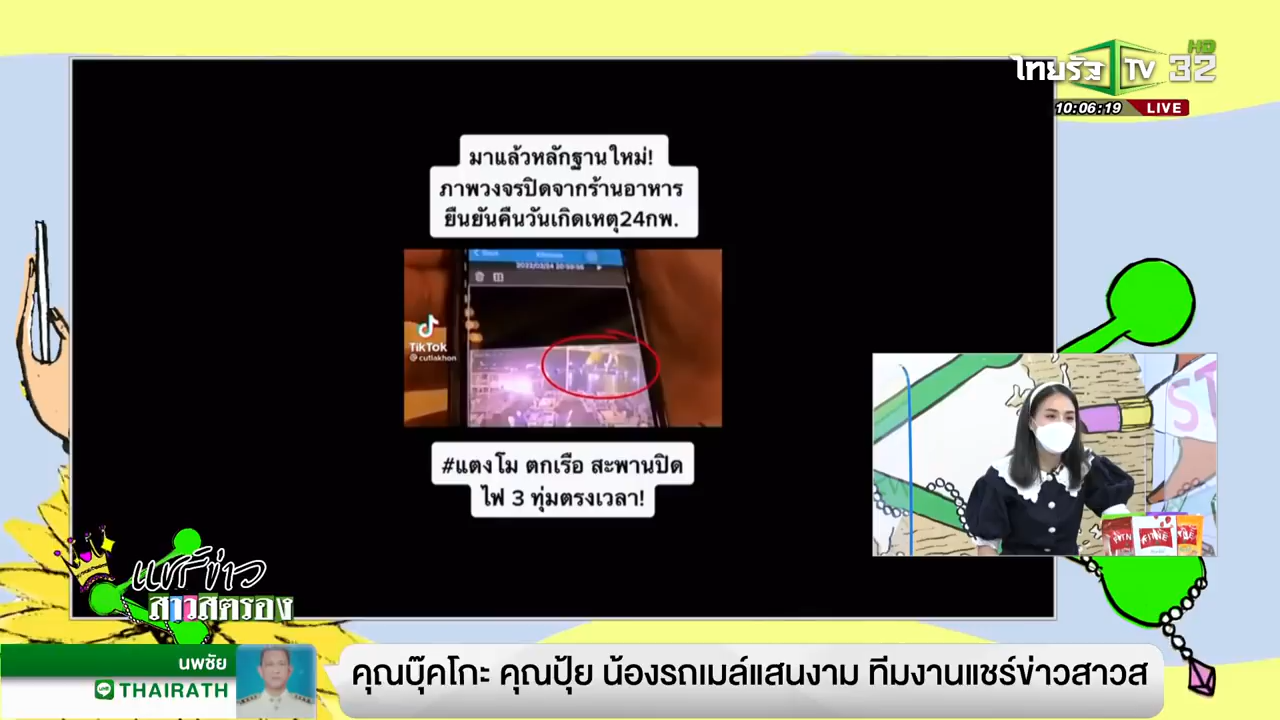 ไทยรัฐ TV 32 HD
10:06:19 LIVE
มาแล้วหลักฐานใหม่!
ภาพวงจรปิดจากร้านอาหาร
ยืนยันคืนวันเกิดเหตุ24กพ.
TikTok
@cutlakhon
#แตงโม ตกเรือ สะพานปิด
ไฟ 3 ทุ่มตรงเวลา!
แชร์ข่าว
สาวสตรอง
นพชัย
THAIRATH
คุณบุ๊คโกะ คุณปุ้ย น้องรถเมล์แสนงาม ทีมงานแชร์ข่าวสาวส